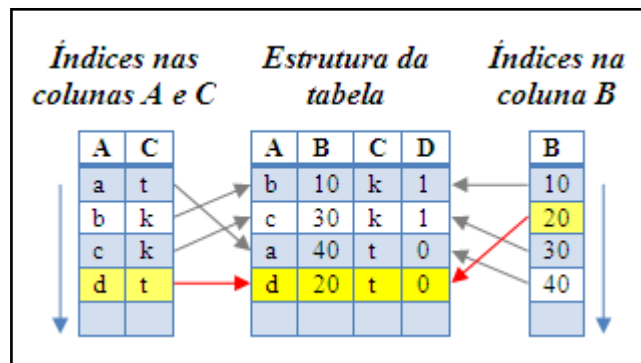 Índices nas colunas A e C
Estrutura da tabela
Índices na coluna B
A C
a t
b k
c k
d t
A B C D
b 10 k 1
c 30 k 1
a 40 t 0
d 20 t 0
B
10
20
30
40